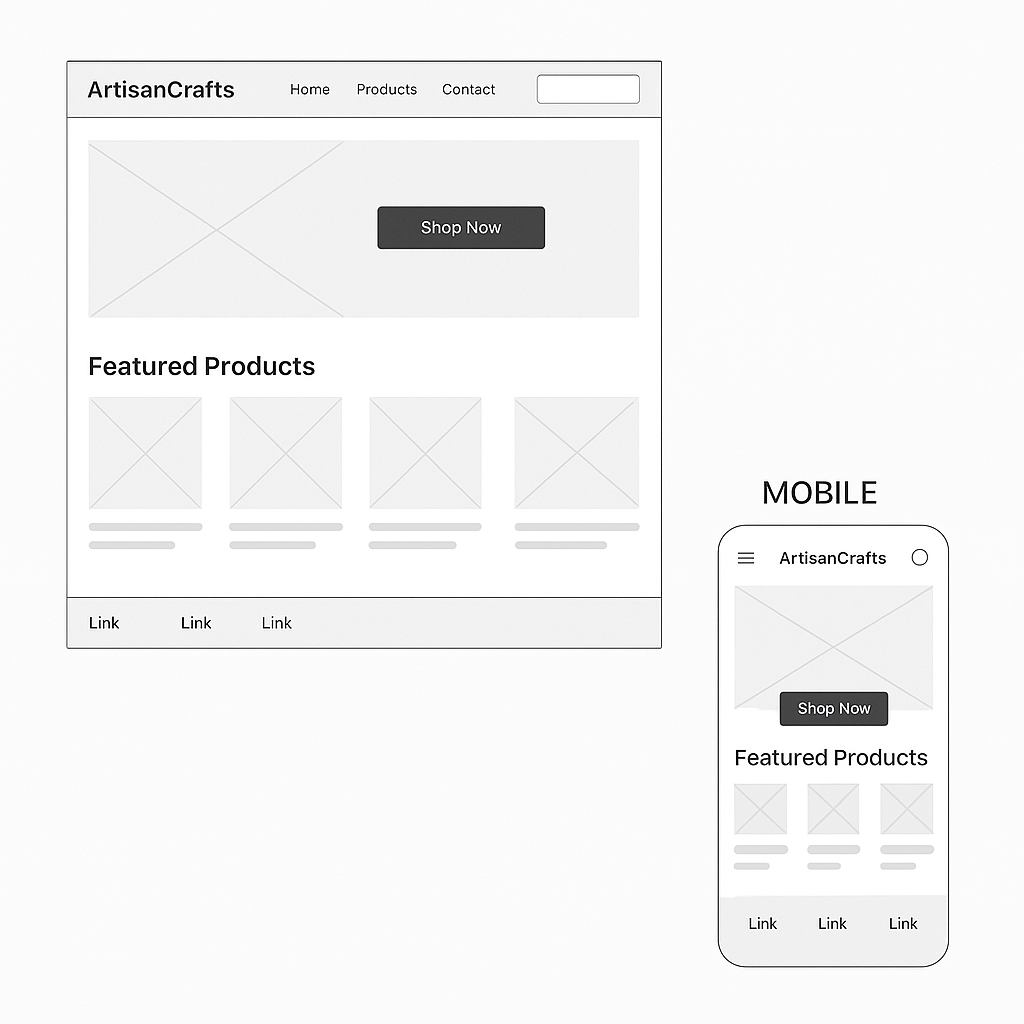 ArtisanCrafts Home Products Contact
Shop Now
Featured Products
Link Link Link
MOBILE
ArtisanCrafts
Shop Now
Featured Products
Link Link Link